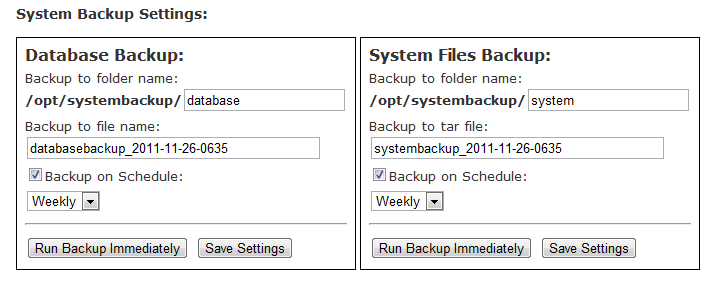 System Backup Settings:
Database Backup:
Backup to folder name:
/opt/systembackup/ database
Backup to file name:
databasebackup_2011-11-26-0635
Backup on Schedule:
Weekly
Run Backup Immediately Save Settings
System Files Backup:
Backup to folder name:
/opt/systembackup/ system
Backup to tar file:
systembackup_2011-11-26-0635
Backup on Schedule:
Weekly
Run Backup Immediately Save Settings